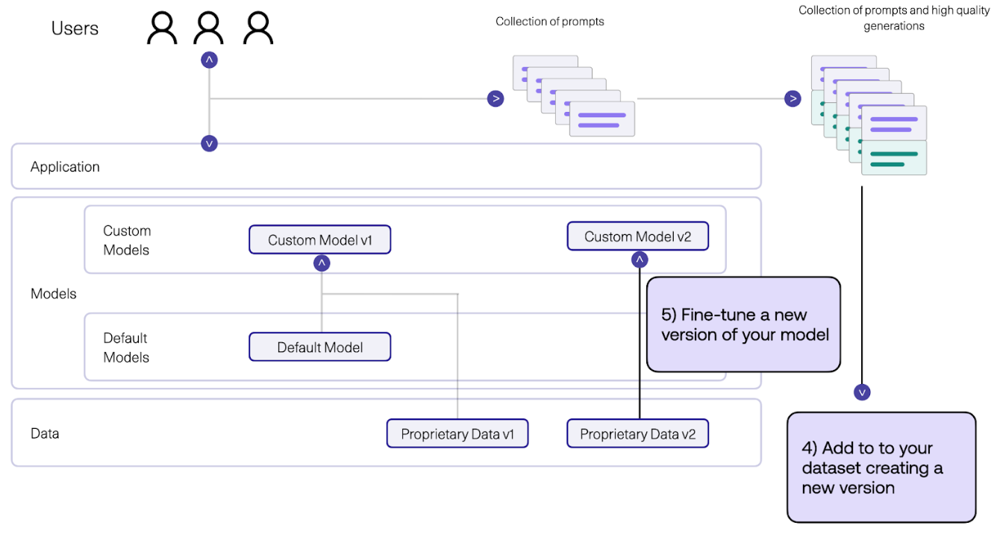 Users
Collection of prompts
Collection of prompts and high quality
generations
Application
Custom
Models
Custom Model v1
Custom Model v2
Models
5) Fine-tune a new
version of your model
Default
Models
Default Model
Data
Proprietary Data v1
Proprietary Data v2
4) Add to to your
dataset creating a
new version